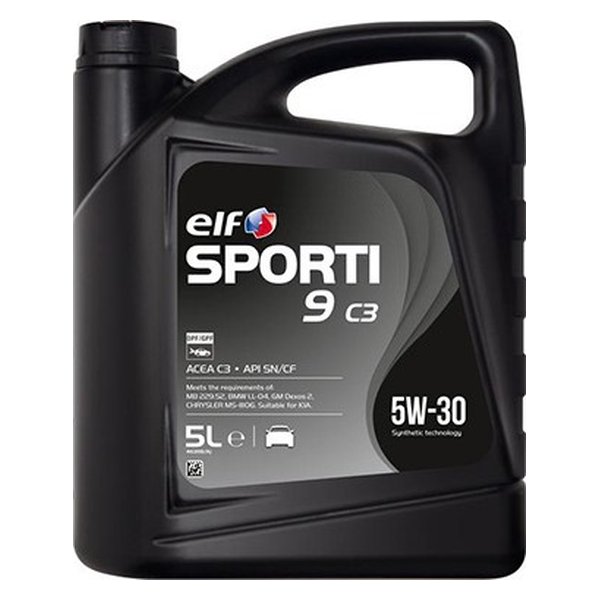 elf
SPORTI
9 C3
DPF/GPF
ACEA C3 • API SN/CF
Meets the requirements of:
MB 229.52, BMW LL-04, GM Dexos 2,
CHRYSLER MS-11106. Suitable for KIA.
5L e
5W-30
Synthetic technology